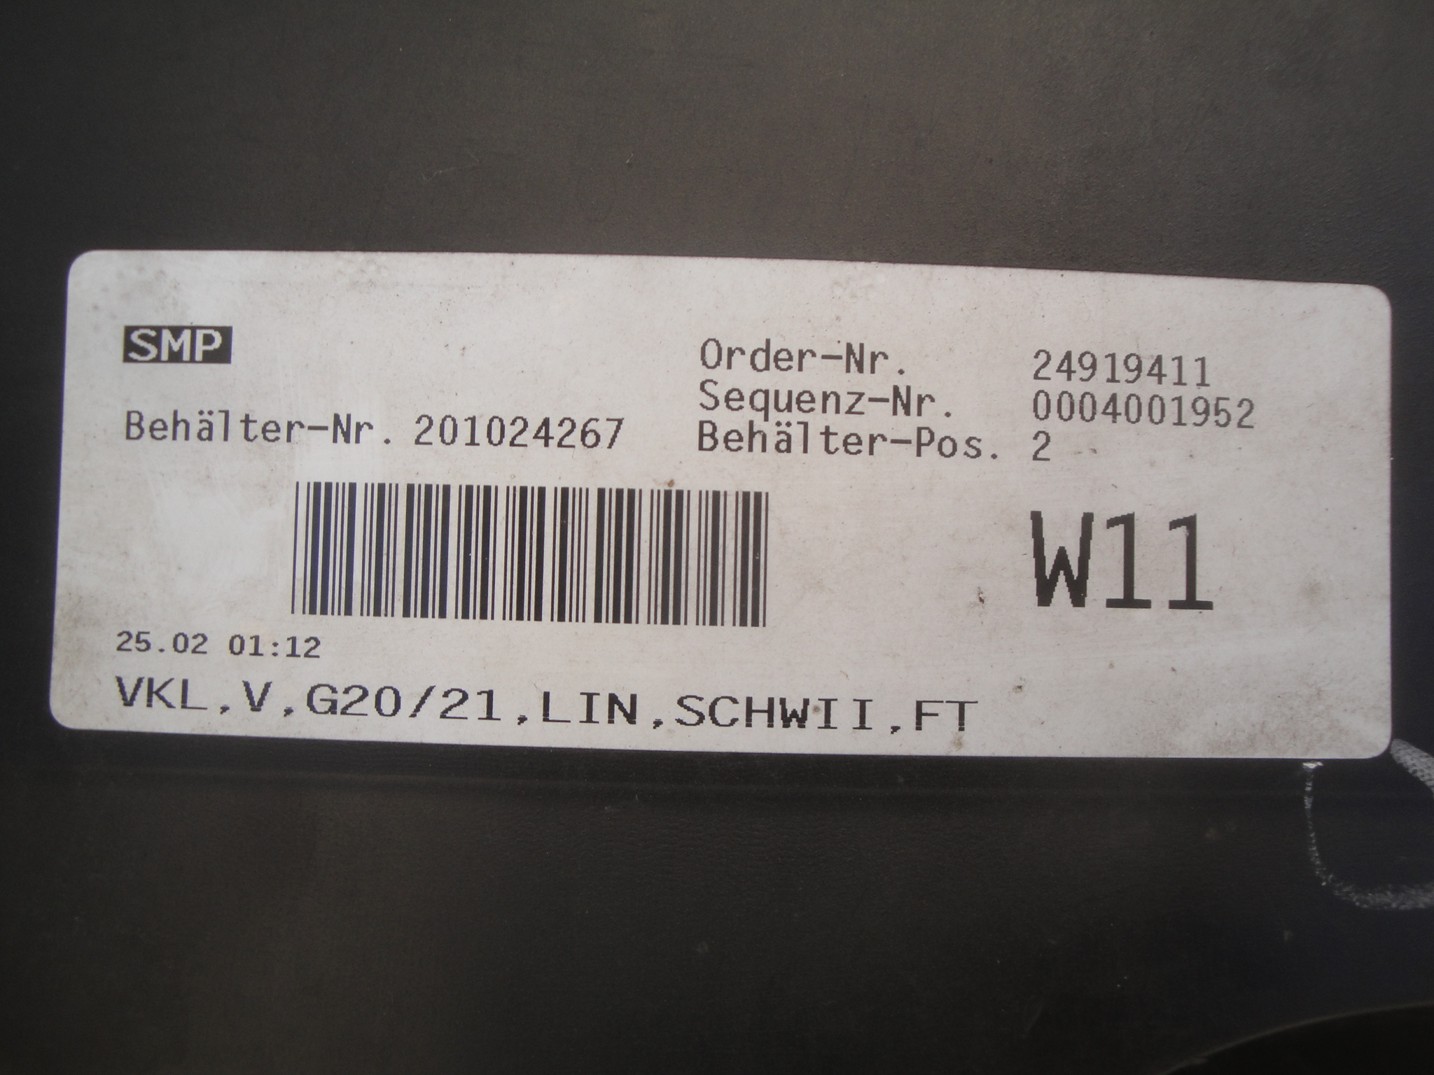 SMP
Order-Nr. 24919411
Sequenz-Nr. 0004001952
Behälter-Nr. 201024267
Behälter-Pos. 2
W11
25.02 01:12
VKL,V,G20/21,LIN,SCHWII,FT